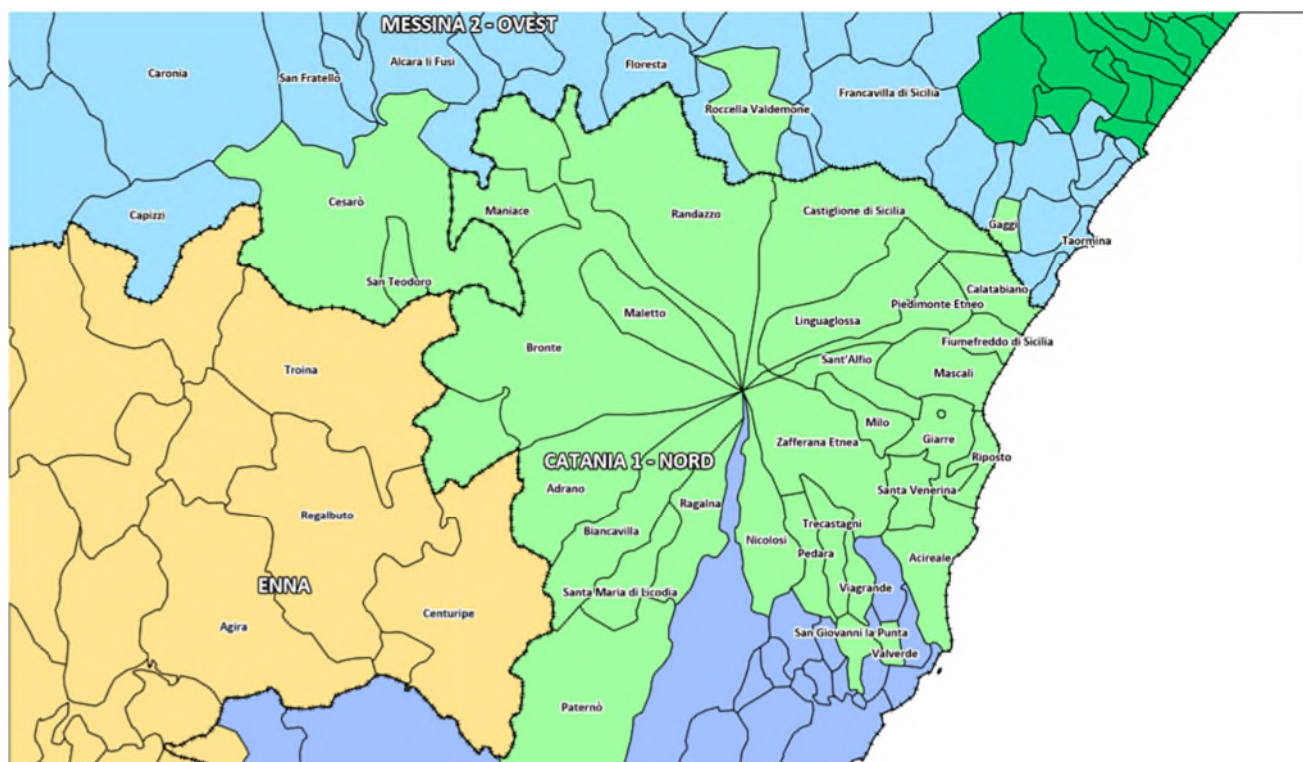 MESSINA 2 - OVEST
Alcara li Fusi
Floresta
Caronia
San Fratello
Francavilla di Sicilia
Roccella Valdemone
Cesarò
Capizzi
Maniace
Randazzo
Castiglione di Sicilia
Gaggi
Taormina
San Teodoro
Calatabiano
Piedimonte Etneo
Maletto
Linguaglossa
Bronte
Fiumefreddo di Sicilia
Sant'Alfio
Troina
Mascali
Milo
Zafferana Etnea
Giarre
Riposto
CATANIA 1 - NORD
Adrano
Santa Venerina
Ragalna
Regalbuto
Trecastagni
Biancavilla
Nicolosi
Pedara
Acireale
ENNA
Viagrande
Santa Maria di Licodia
Centuripe
Agira
San Giovanni la Punta
Valverde
Paternò